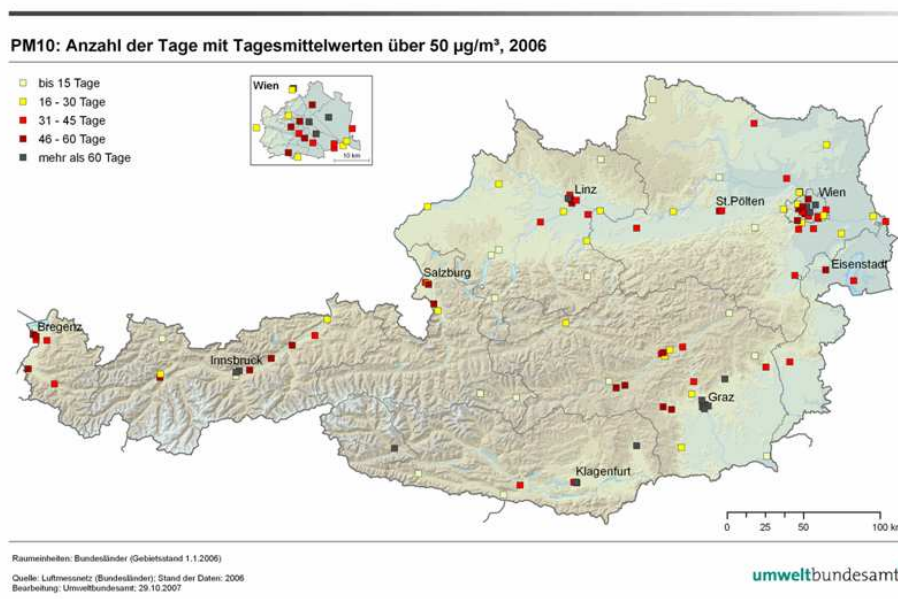 PM10: Anzahl der Tage mit Tagesmittelwerten über 50 µg/m³, 2006
bis 15 Tage
16 - 30 Tage
31 - 45 Tage
46 - 60 Tage
mehr als 60 Tage
Wien
10 km
Linz
St.Pölten
Wien
Eisenstadt
Salzburg
Bregenz
Innsbruck
Graz
Klagenfurt
0 25 50 100 km
Raumeinheiten: Bundesländer (Gebietsstand 1.1.2006)
Quelle: Luftmessnetz (Bundesländer); Stand der Daten: 2006
Bearbeitung: Umweltbundesamt; 29.10.2007
umweltbundesamt